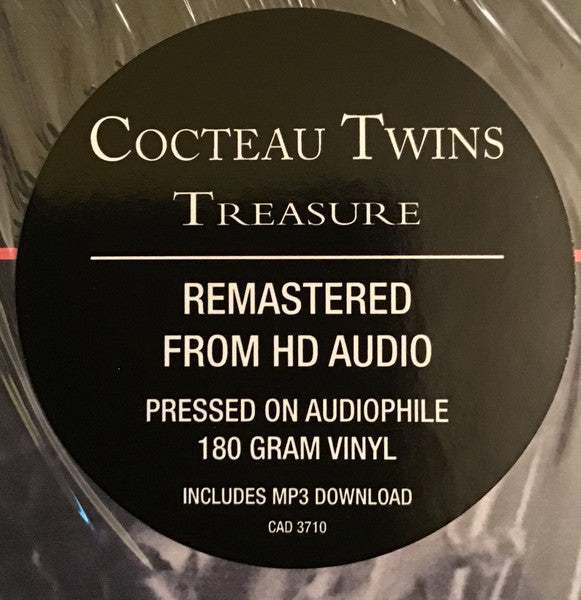 COCTEAU TWINS
TREASURE
REMASTERED
FROM HD AUDIO
PRESSED ON AUDIOPHILE
180 GRAM VINYL
INCLUDES MP3 DOWNLOAD
CAD 3710